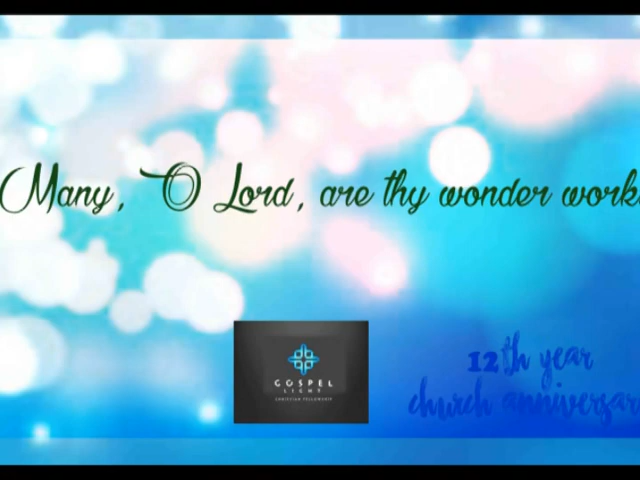 Many, O Lord, are thy wonder work
GOSPEL
LIGHT
CHRISTIAN FELLOWSHIP
12th year
church anniversar